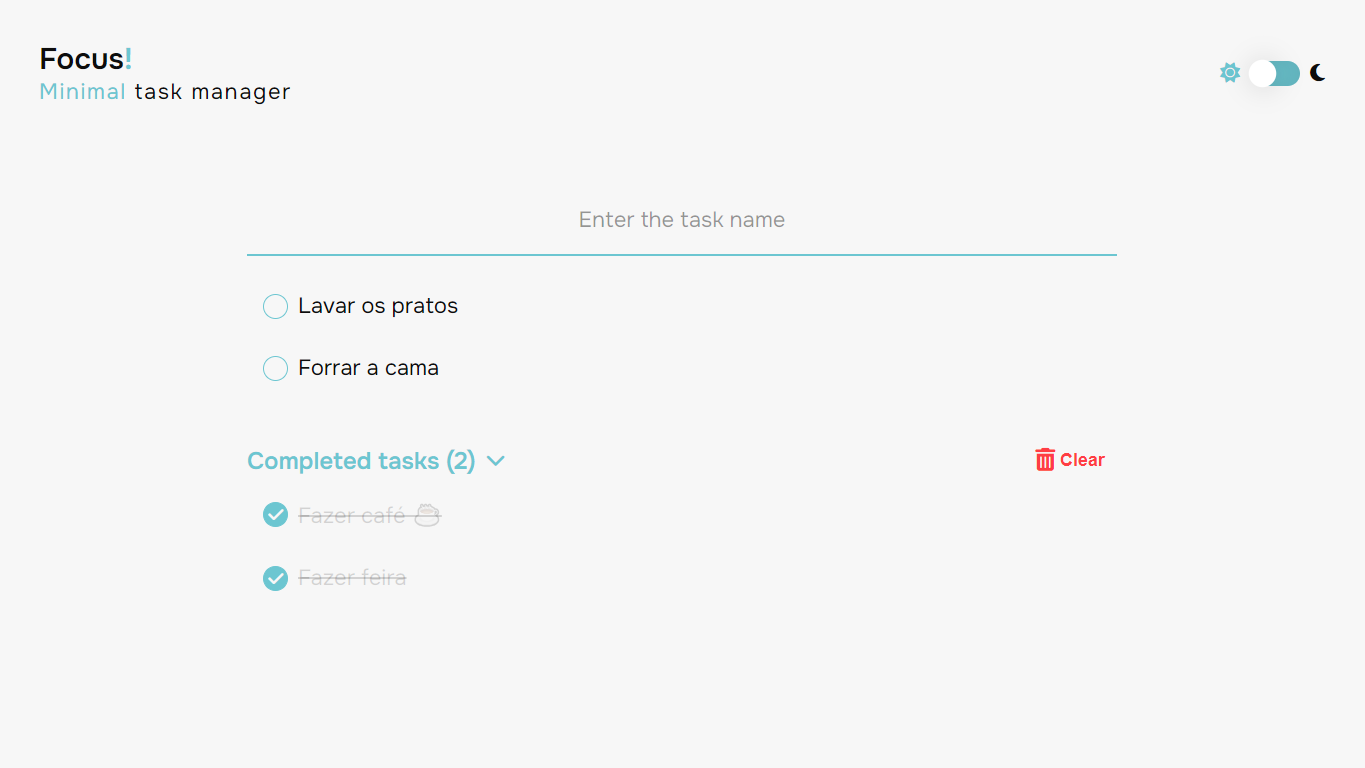 Focus!
Minimal task manager
Enter the task name
Lavar os pratos
Forrar a cama
Completed tasks (2)
Clear
Fazer café ☕
Fazer feira